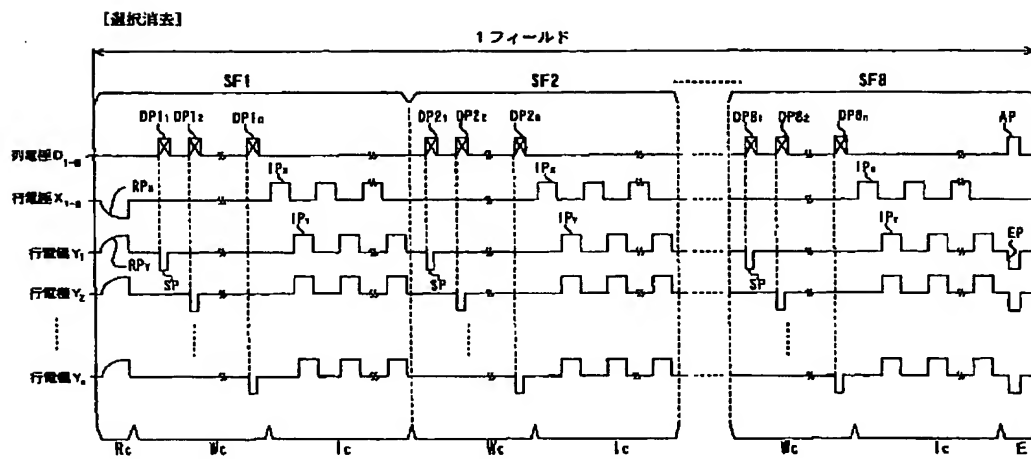 [選択消去]
1フィールド
SF1 SF2 SF8
DP1₁ DP1₂ DP1ₙ DP2₁ DP2₂ DP2ₙ DP8₁ DP8₂ DP8ₙ AP
列電極D₁₋ₘ
IPₓ IPₓ IPₓ
行電極X₁₋ₙ RPₓ
IPᵧ IPᵧ IPᵧ
行電極Y₁ EP
RPᵧ SP SP SP
行電極Y₂
行電極Yₙ
Rc Wc Ic Wc Ic Wc Ic E